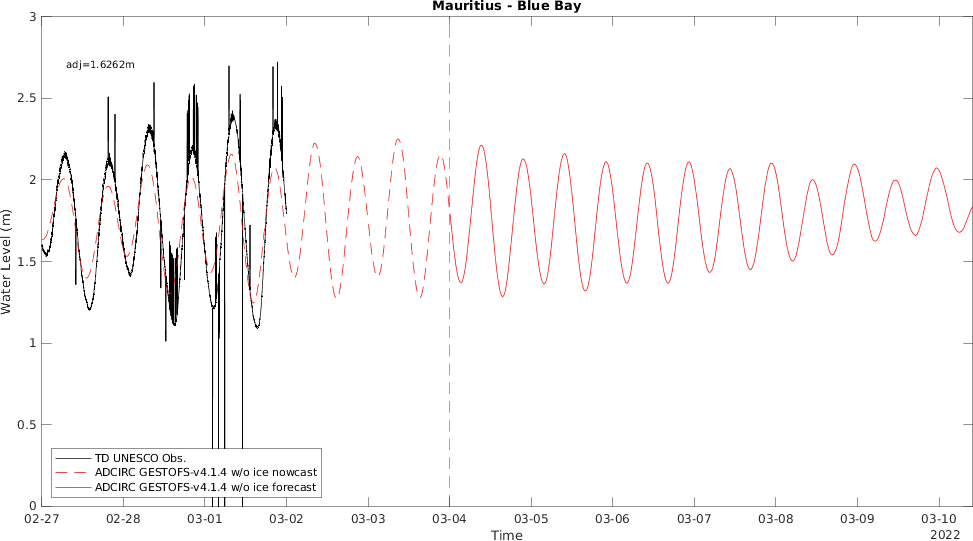 Mauritius - Blue Bay
3
2.5
2
1.5
1
0.5
0
Water Level (m)
adj=1.6262m
TD UNESCO Obs.
ADCIRC GESTOFS-v4.1.4 w/o ice nowcast
ADCIRC GESTOFS-v4.1.4 w/o ice forecast
02-27 02-28 03-01 03-02 03-03 03-04 03-05 03-06 03-07 03-08 03-09 03-10
2022
Time